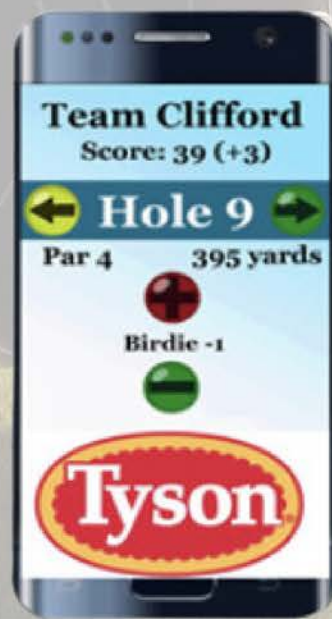 Team Clifford
Score: 39 (+3)
Hole 9
Par 4 395 yards
Birdie -1
Tyson